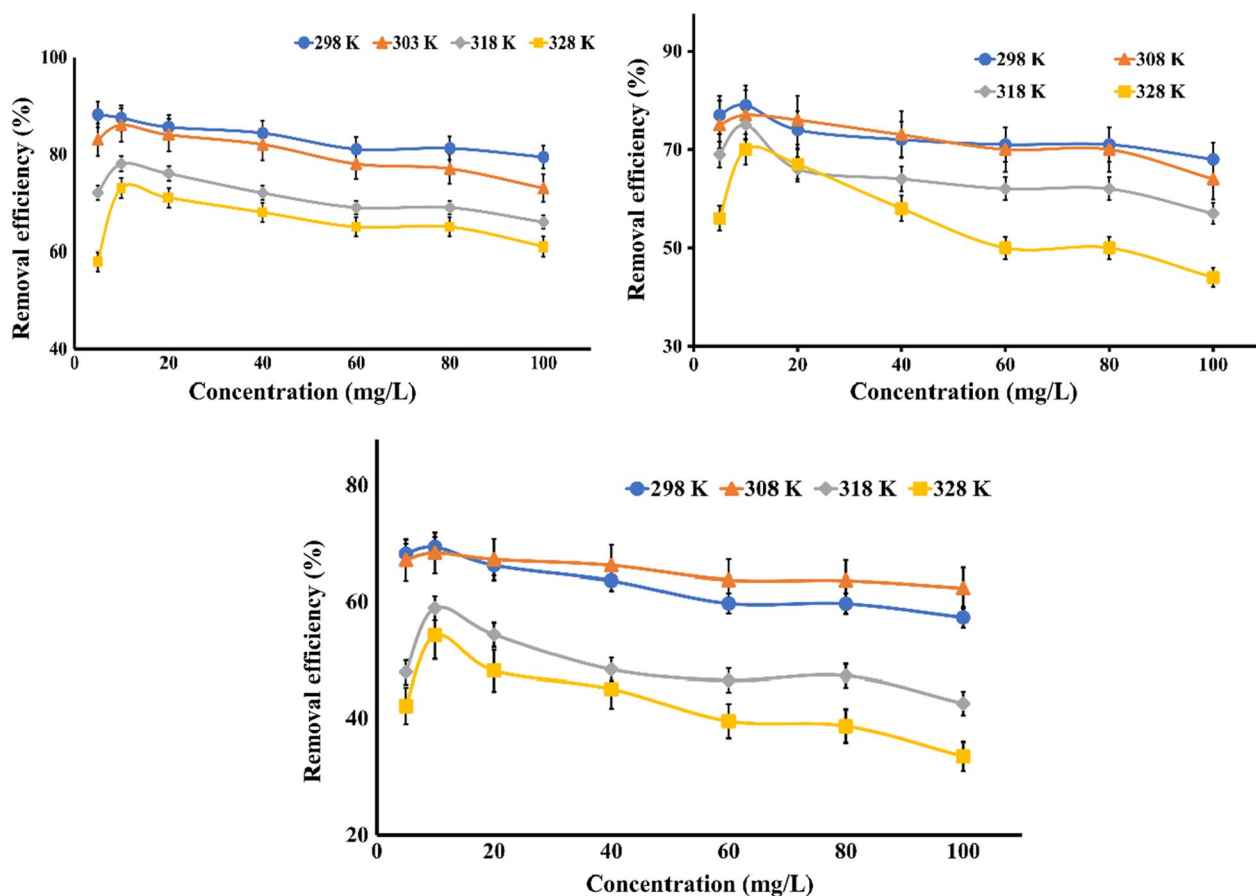 298 K 303 K 318 K 328 K
100
80
60
40
Removal efficiency (%)
0 20 40 60 80 100
Concentration (mg/L)
298 K 308 K
318 K 328 K
90
70
50
30
Removal efficiency (%)
0 20 40 60 80 100
Concentration (mg/L)
298 K 308 K 318 K 328 K
80
60
40
20
Removal efficiency (%)
0 20 40 60 80 100
Concentration (mg/L)